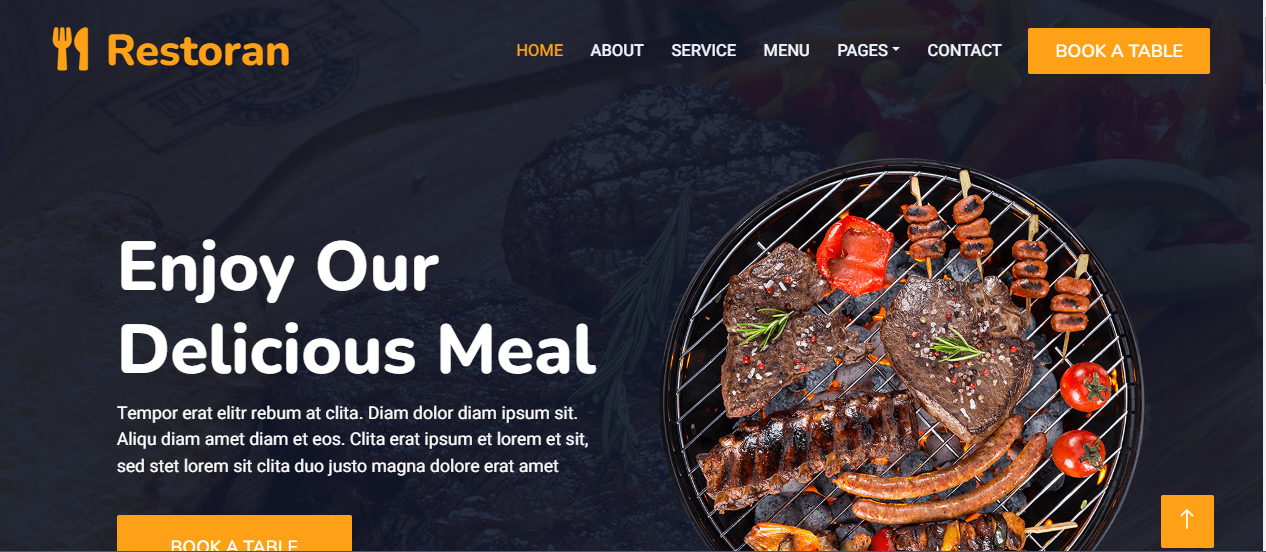 Restoran
HOME ABOUT SERVICE MENU PAGES CONTACT BOOK A TABLE
Enjoy Our
Delicious Meal
Tempor erat elitr rebum at clita. Diam dolor diam ipsum sit.
Aliqu diam amet diam et eos. Clita erat ipsum et lorem et sit,
sed stet lorem sit clita duo justo magna dolore erat amet
BOOK A TABLE